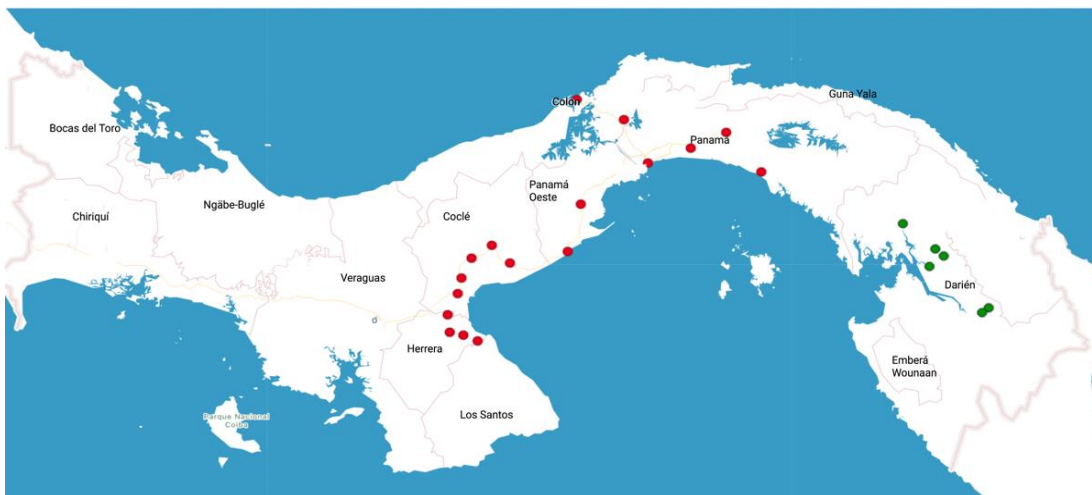 Colón
Guna Yala
Bocas del Toro
Panamá
Panamá
Oeste
Ngäbe-Buglé
Chiriquí
Coclé
Veraguas
Darién
Herrera
Emberá
Wounaan
Los Santos
Parque Nacional
Coiba